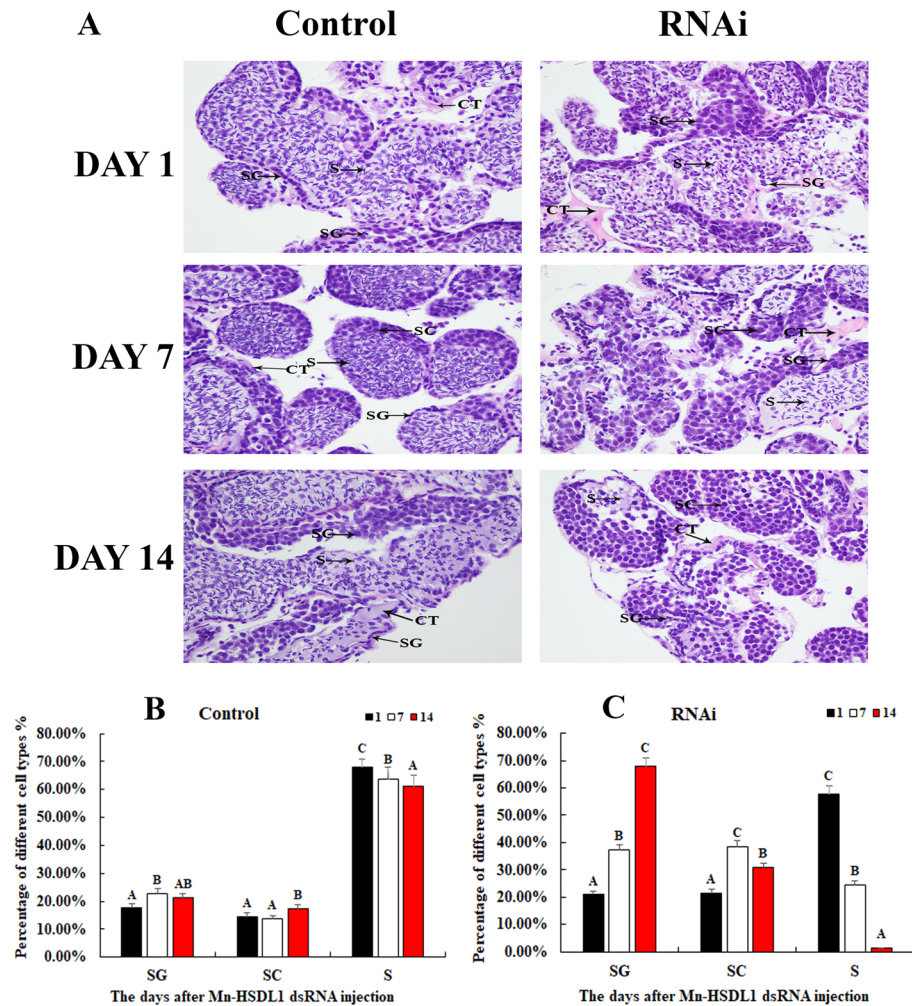 A
Control
RNAi
DAY 1
CT
S
SC
SG
SC
S
SG
CT
DAY 7
SC
S
CT
SG
SC
CT
SG
S
DAY 14
SG
S
CT
SG
S
SC
CT
SG
B
Control
1 7 14
Percentage of different cell types %
80.00%
70.00%
60.00%
50.00%
40.00%
30.00%
20.00%
10.00%
0.00%
A B AB
A A B
C B A
SG SC S
The days after Mn-HSDL1 dsRNA injection
C
RNAi
1 7 14
Percentage of different cell types %
80.00%
70.00%
60.00%
50.00%
40.00%
30.00%
20.00%
10.00%
0.00%
A B C
A C B
C B A
SG SC S
The days after Mn-HSDL1 dsRNA injection